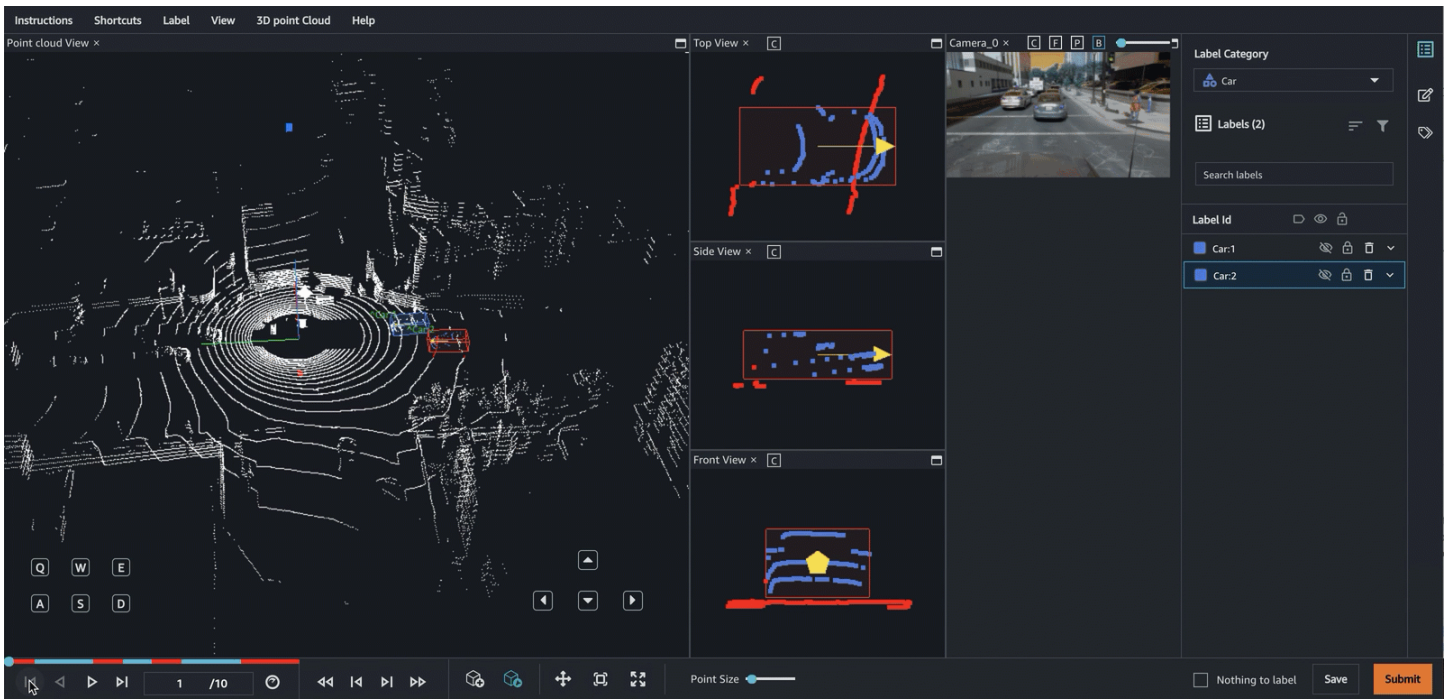 Instructions Shortcuts Label View 3D point Cloud Help
Point cloud View ×
Top View × C
Camera_0 × C F P B
Label Category
Car
Labels (2)
Search labels
Label Id
Car:1
Car:2
Side View × C
Front View × C
Q W E
A S D
1 /10
Point Size
Nothing to label
Save
Submit